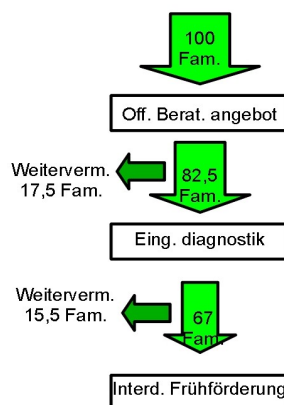 100
Fam.
Off. Berat. angebot
Weiterverm.
17,5 Fam.
82,5
Fam.
Eing. diagnostik
Weiterverm.
15,5 Fam.
67
Fam.
Interd. Frühförderung